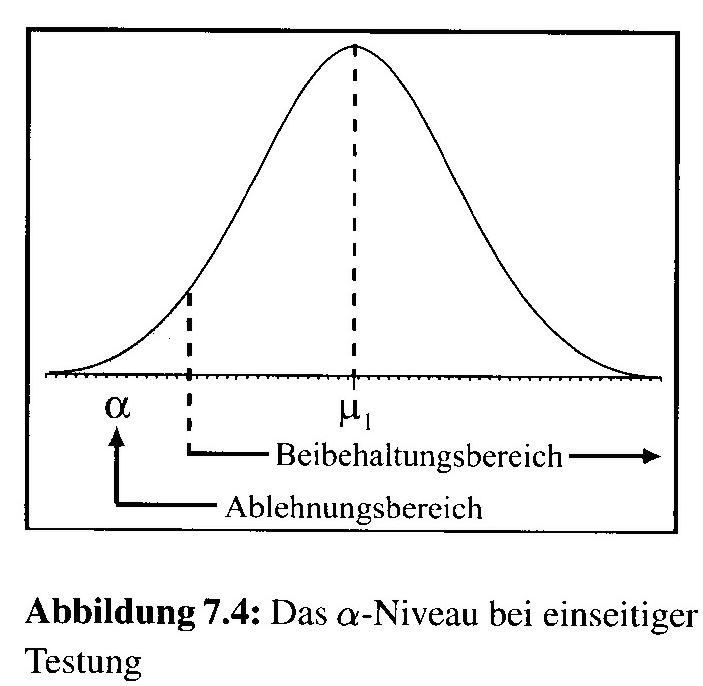 α
μ₁
Beibehaltungsbereich
Ablehnungsbereich
Abbildung 7.4: Das α-Niveau bei einseitiger
Testung